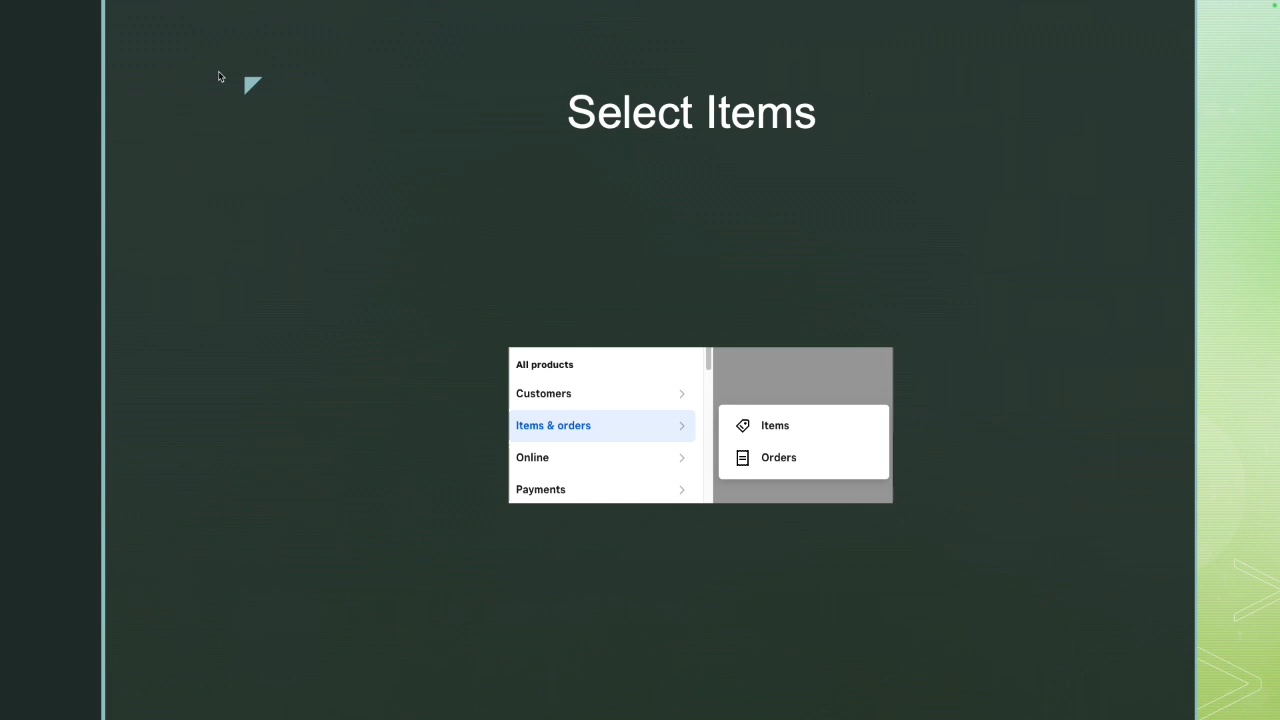 Select Items
All products
Customers
Items & orders
Online
Payments
Items
Orders